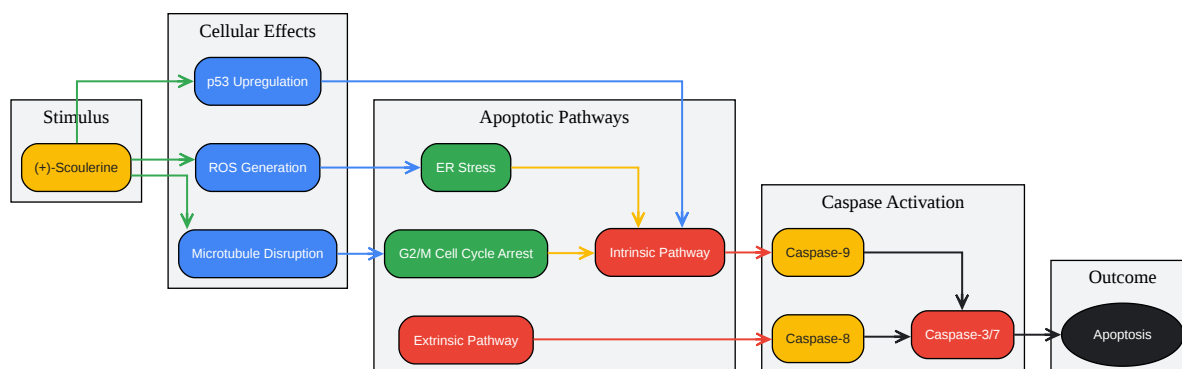 Stimulus
(+)-Scoulerine
Cellular Effects
p53 Upregulation
ROS Generation
Microtubule Disruption
Apoptotic Pathways
ER Stress
G2/M Cell Cycle Arrest
Intrinsic Pathway
Extrinsic Pathway
Caspase Activation
Caspase-9
Caspase-8
Caspase-3/7
Outcome
Apoptosis